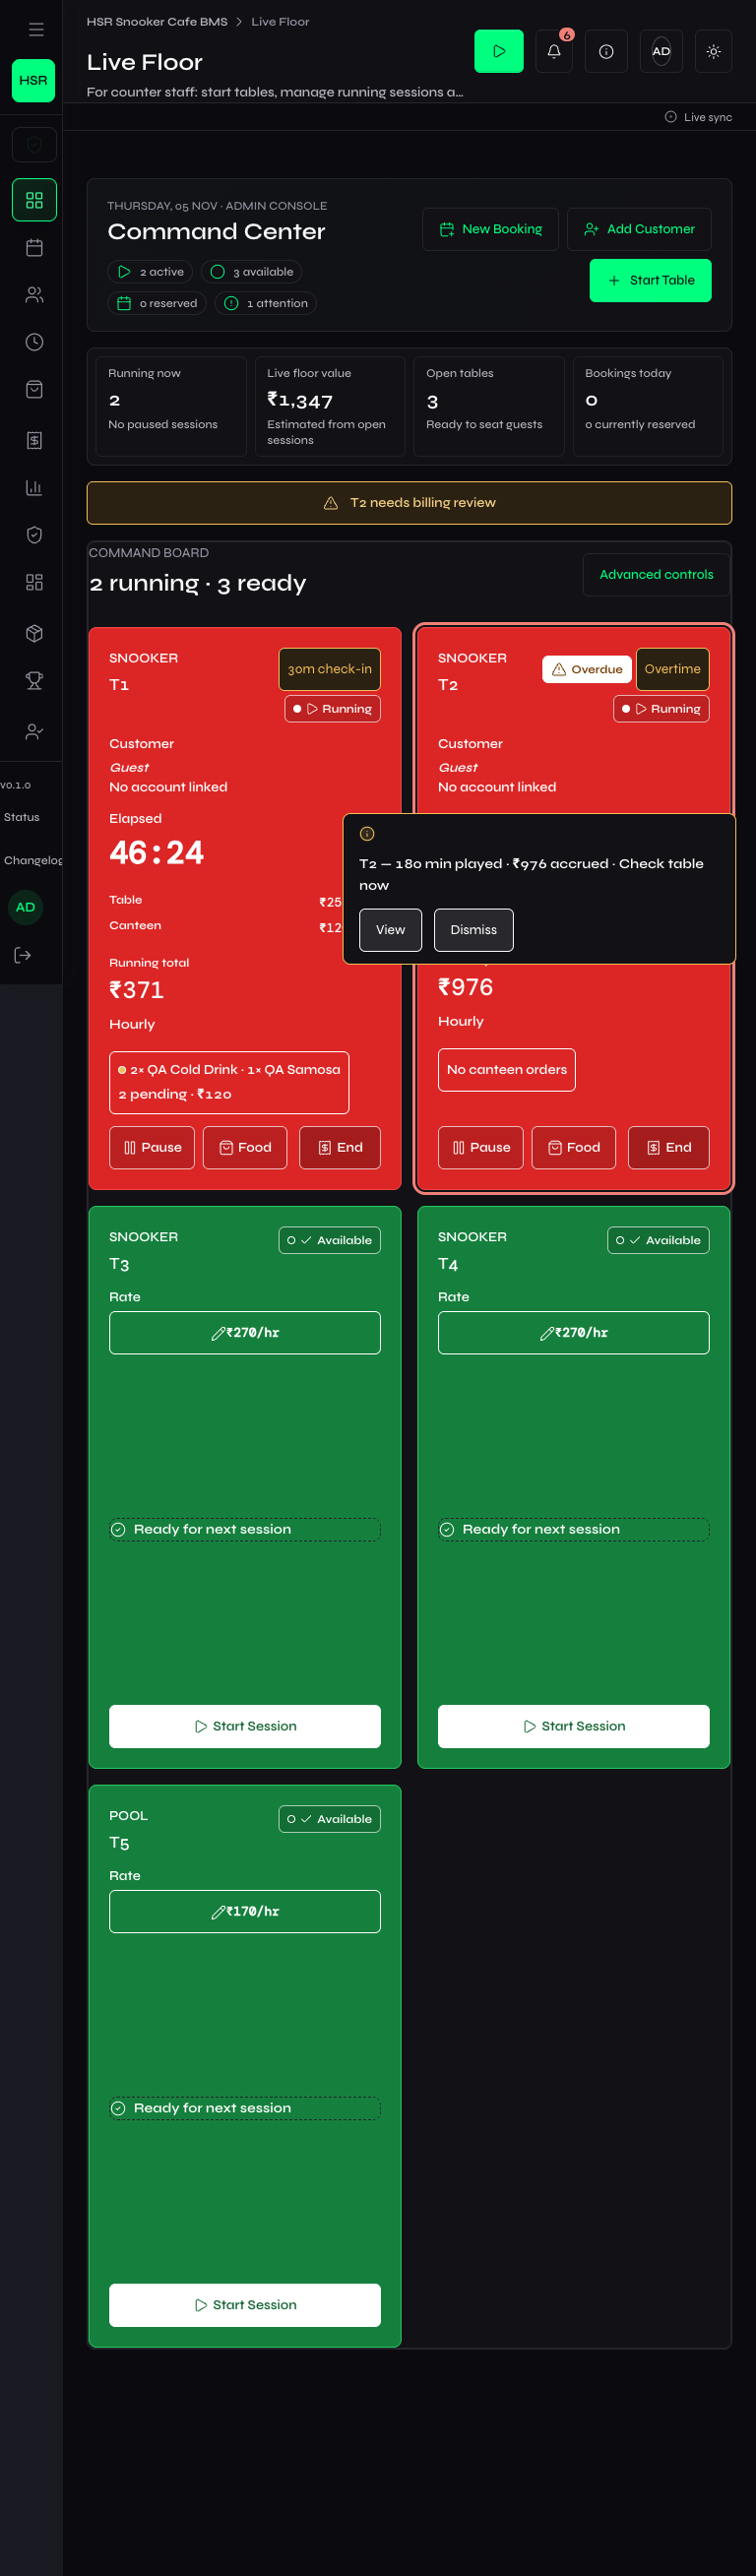 HSR Snooker Cafe BMS > Live Floor
HSR
Live Floor
6
AD
For counter staff: start tables, manage running sessions a…
Live sync
THURSDAY, 05 NOV · ADMIN CONSOLE
Command Center
New Booking
Add Customer
2 active
3 available
0 reserved
1 attention
Start Table
Running now
2
No paused sessions
Live floor value
₹1,347
Estimated from open
sessions
Open tables
3
Ready to seat guests
Bookings today
0
0 currently reserved
T2 needs billing review
COMMAND BOARD
2 running · 3 ready
Advanced controls
SNOOKER
T1
30m check-in
Running
Customer
Guest
No account linked
Elapsed
46:24
Table
Canteen
Running total
₹371
Hourly
2× QA Cold Drink · 1× QA Samosa
2 pending · ₹120
Pause
Food
End
SNOOKER
T2
Overdue
Overtime
Running
Customer
Guest
No account linked
T2 — 180 min played · ₹976 accrued · Check table
now
View
Dismiss
₹976
Hourly
No canteen orders
Pause
Food
End
v0.1.0
Status
Changelog
AD
SNOOKER
T3
Available
Rate
₹270/hr
Ready for next session
Start Session
SNOOKER
T4
Available
Rate
₹270/hr
Ready for next session
Start Session
POOL
T5
Available
Rate
₹170/hr
Ready for next session
Start Session